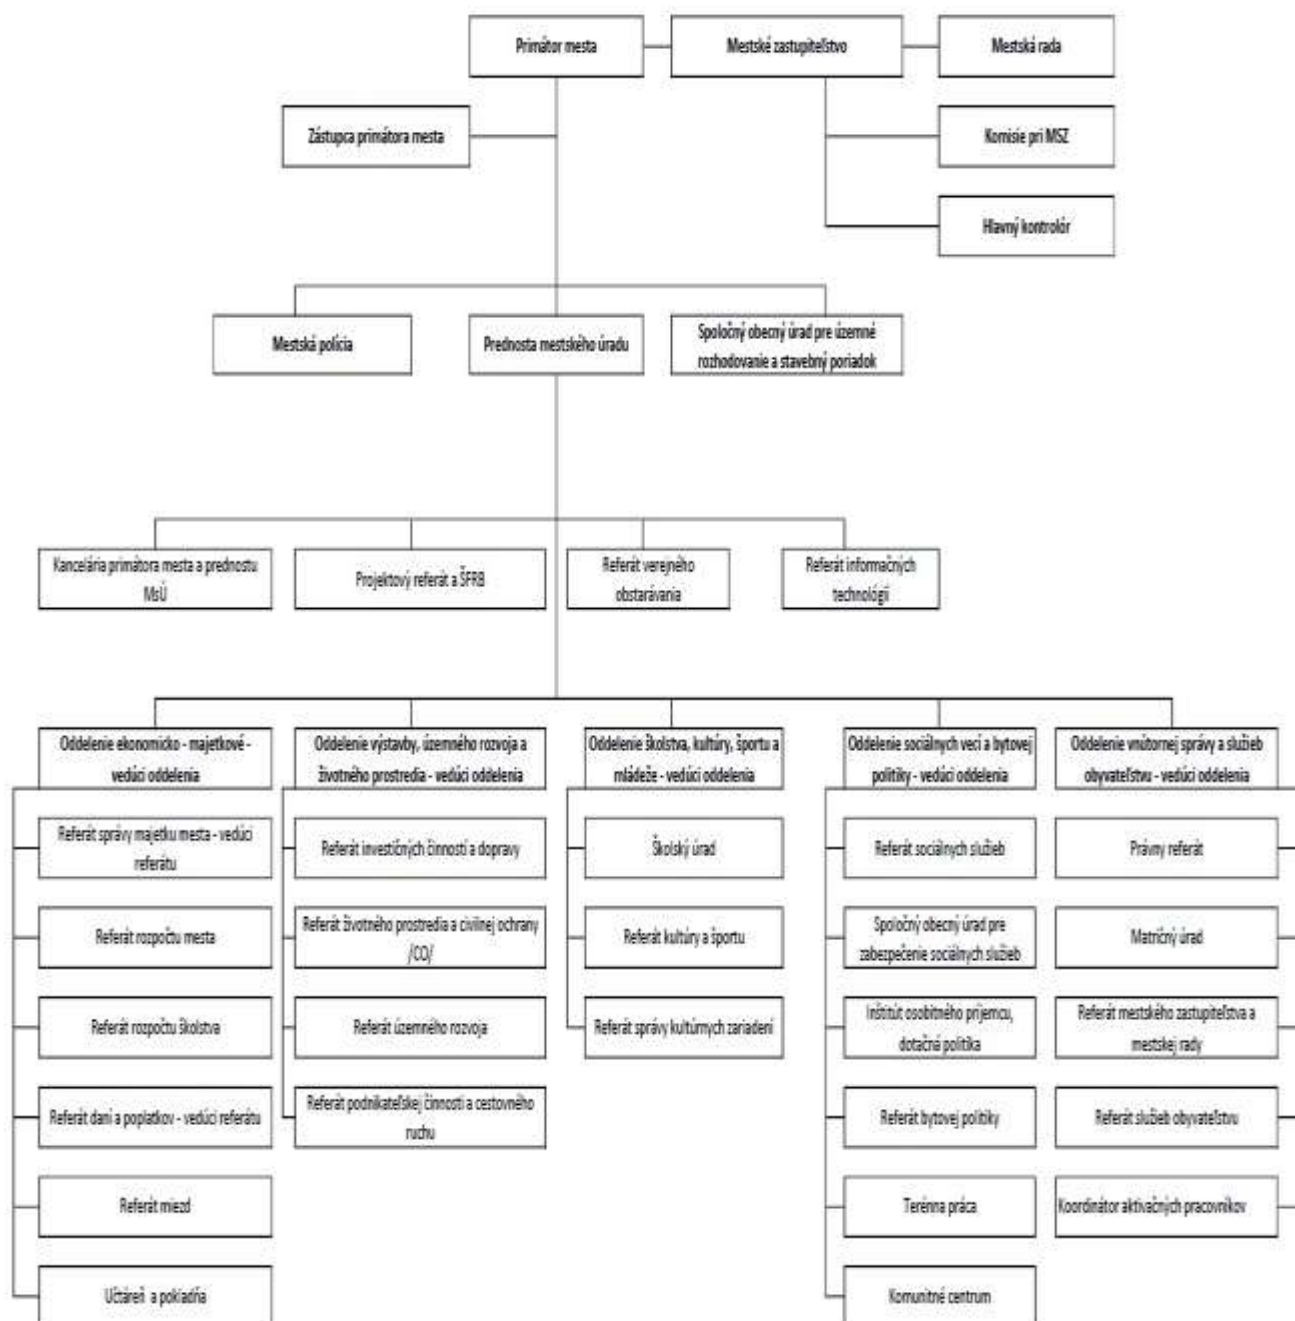 Primátor mesta
Mestské zastupiteľstvo
Mestská rada
Zástupca primátora mesta
Komisie pri MSZ
Hlavný kontrolór
Mestská polícia
Prednosta mestského úradu
Spoločný obecný úrad pre územné
rozhodovanie a stavebný poriadok
Kancelária primátora mesta a prednostu
MsÚ
Projektový referát a ŠFRB
Referát verejného
obstarávania
Referát informačných
technológií
Oddelenie ekonomicko - majetkové -
vedúci oddelenia
Referát správy majetku mesta - vedúci
referátu
Referát rozpočtu mesta
Referát rozpočtu školstva
Referát daní a poplatkov - vedúci referátu
Referát miezd
Učtáreň a pokladňa
Oddelenie výstavby, územného rozvoja a
životného prostredia - vedúci oddelenia
Referát investičných činností a dopravy
Referát životného prostredia a civilnej ochrany
/CO/
Referát územného rozvoja
Referát podnikateľskej činnosti a cestovného
ruchu
Oddelenie školstva, kultúry, športu a
mládeže - vedúci oddelenia
Školský úrad
Referát kultúry a športu
Referát správy kultúrnych zariadení
Oddelenie sociálnych vecí a bytovej
politiky - vedúci oddelenia
Referát sociálnych služieb
Spoločný obecný úrad pre
zabezpečenie sociálnych služieb
Inštitút osobitného príjemcu,
dotačná politika
Referát bytovej politiky
Terénna práca
Komunitné centrum
Oddelenie vnútornej správy a služieb
obyvateľstvu - vedúci oddelenia
Právny referát
Matričný úrad
Referát mestského zastupiteľstva a
mestskej rady
Referát služieb obyvateľstvu
Koordinátor aktivačných pracovníkov